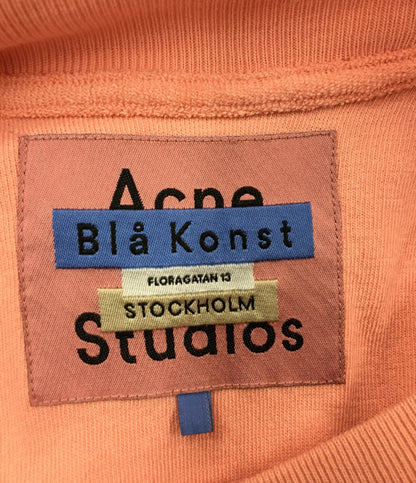 Acne
Blå Konst
FLORAGATAN 13
STOCKHOLM
Studios